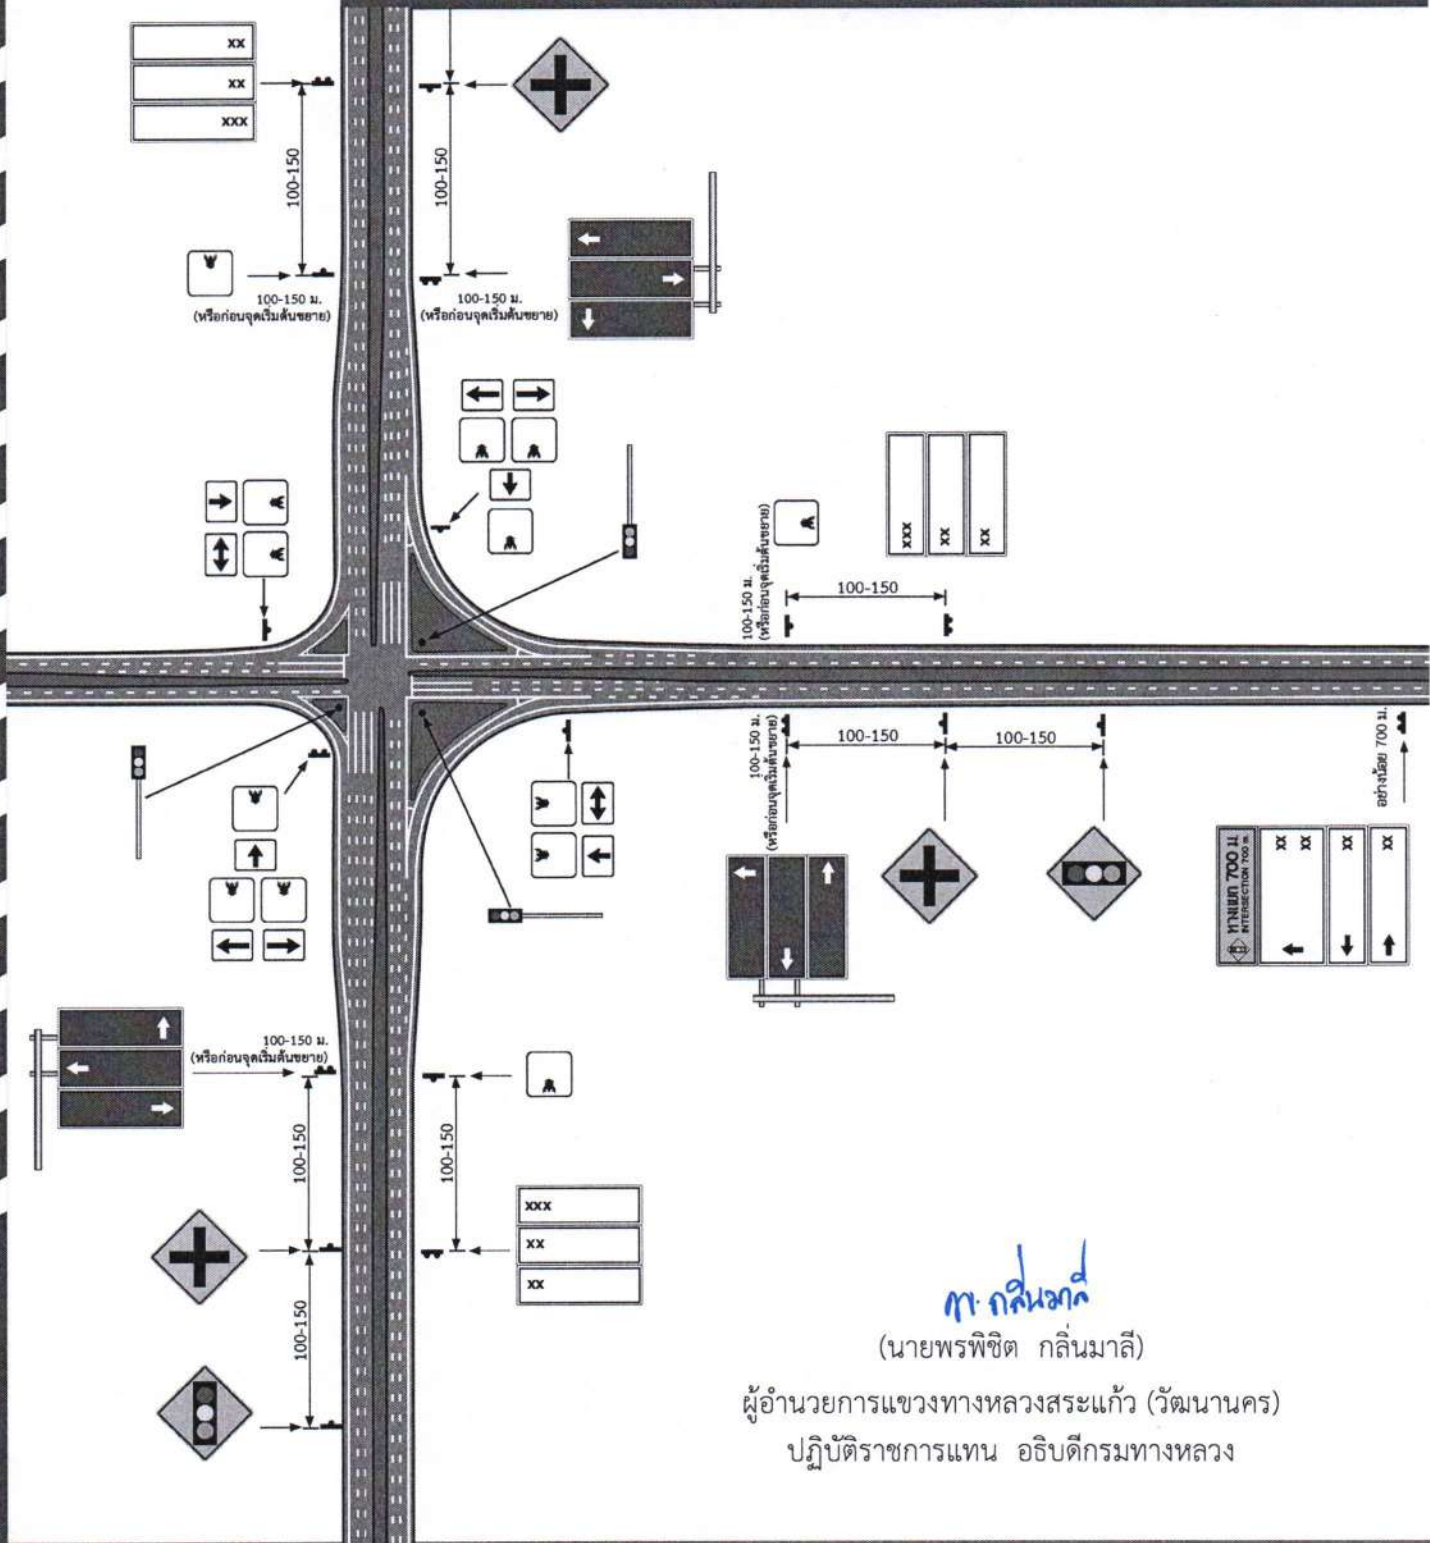 xx
xx
xxx
100-150
100-150
100-150 ม.
(หรือก่อนจุดเริ่มต้นขยาย)
100-150 ม.
(หรือก่อนจุดเริ่มต้นขยาย)
100-150 ม.
(หรือก่อนจุดเริ่มต้นขยาย)
xxx
xx
xx
100-150
100-150 ม.
(หรือก่อนจุดเริ่มต้นขยาย)
100-150
100-150
อย่างน้อย 700 ม.
ทางแยก 700 ม.
INTERSECTION 700 m.
xx
xx
xx
xx
100-150 ม.
(หรือก่อนจุดเริ่มต้นขยาย)
100-150
100-150
xxx
xx
xx
100-150
พ. กลิ่นมาลี
(นายพรพิชิต กลิ่นมาลี)
ผู้อำนวยการแขวงทางหลวงสระแก้ว (วัฒนานคร)
ปฏิบัติราชการแทน อธิบดีกรมทางหลวง